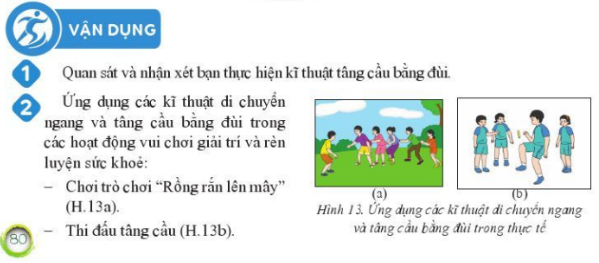 VẬN DỤNG
1 Quan sát và nhận xét bạn thực hiện kĩ thuật tâng cầu bằng đùi.
2 Ứng dụng các kĩ thuật di chuyển
ngang và tâng cầu bằng đùi trong
các hoạt động vui chơi giải trí và rèn
luyện sức khoẻ:
– Chơi trò chơi “Rồng rắn lên mây”
(H.13a).
– Thi đấu tâng cầu (H.13b).
(a)
(b)
Hình 13. Ứng dụng các kĩ thuật di chuyển ngang
và tâng cầu bằng đùi trong thực tế
80